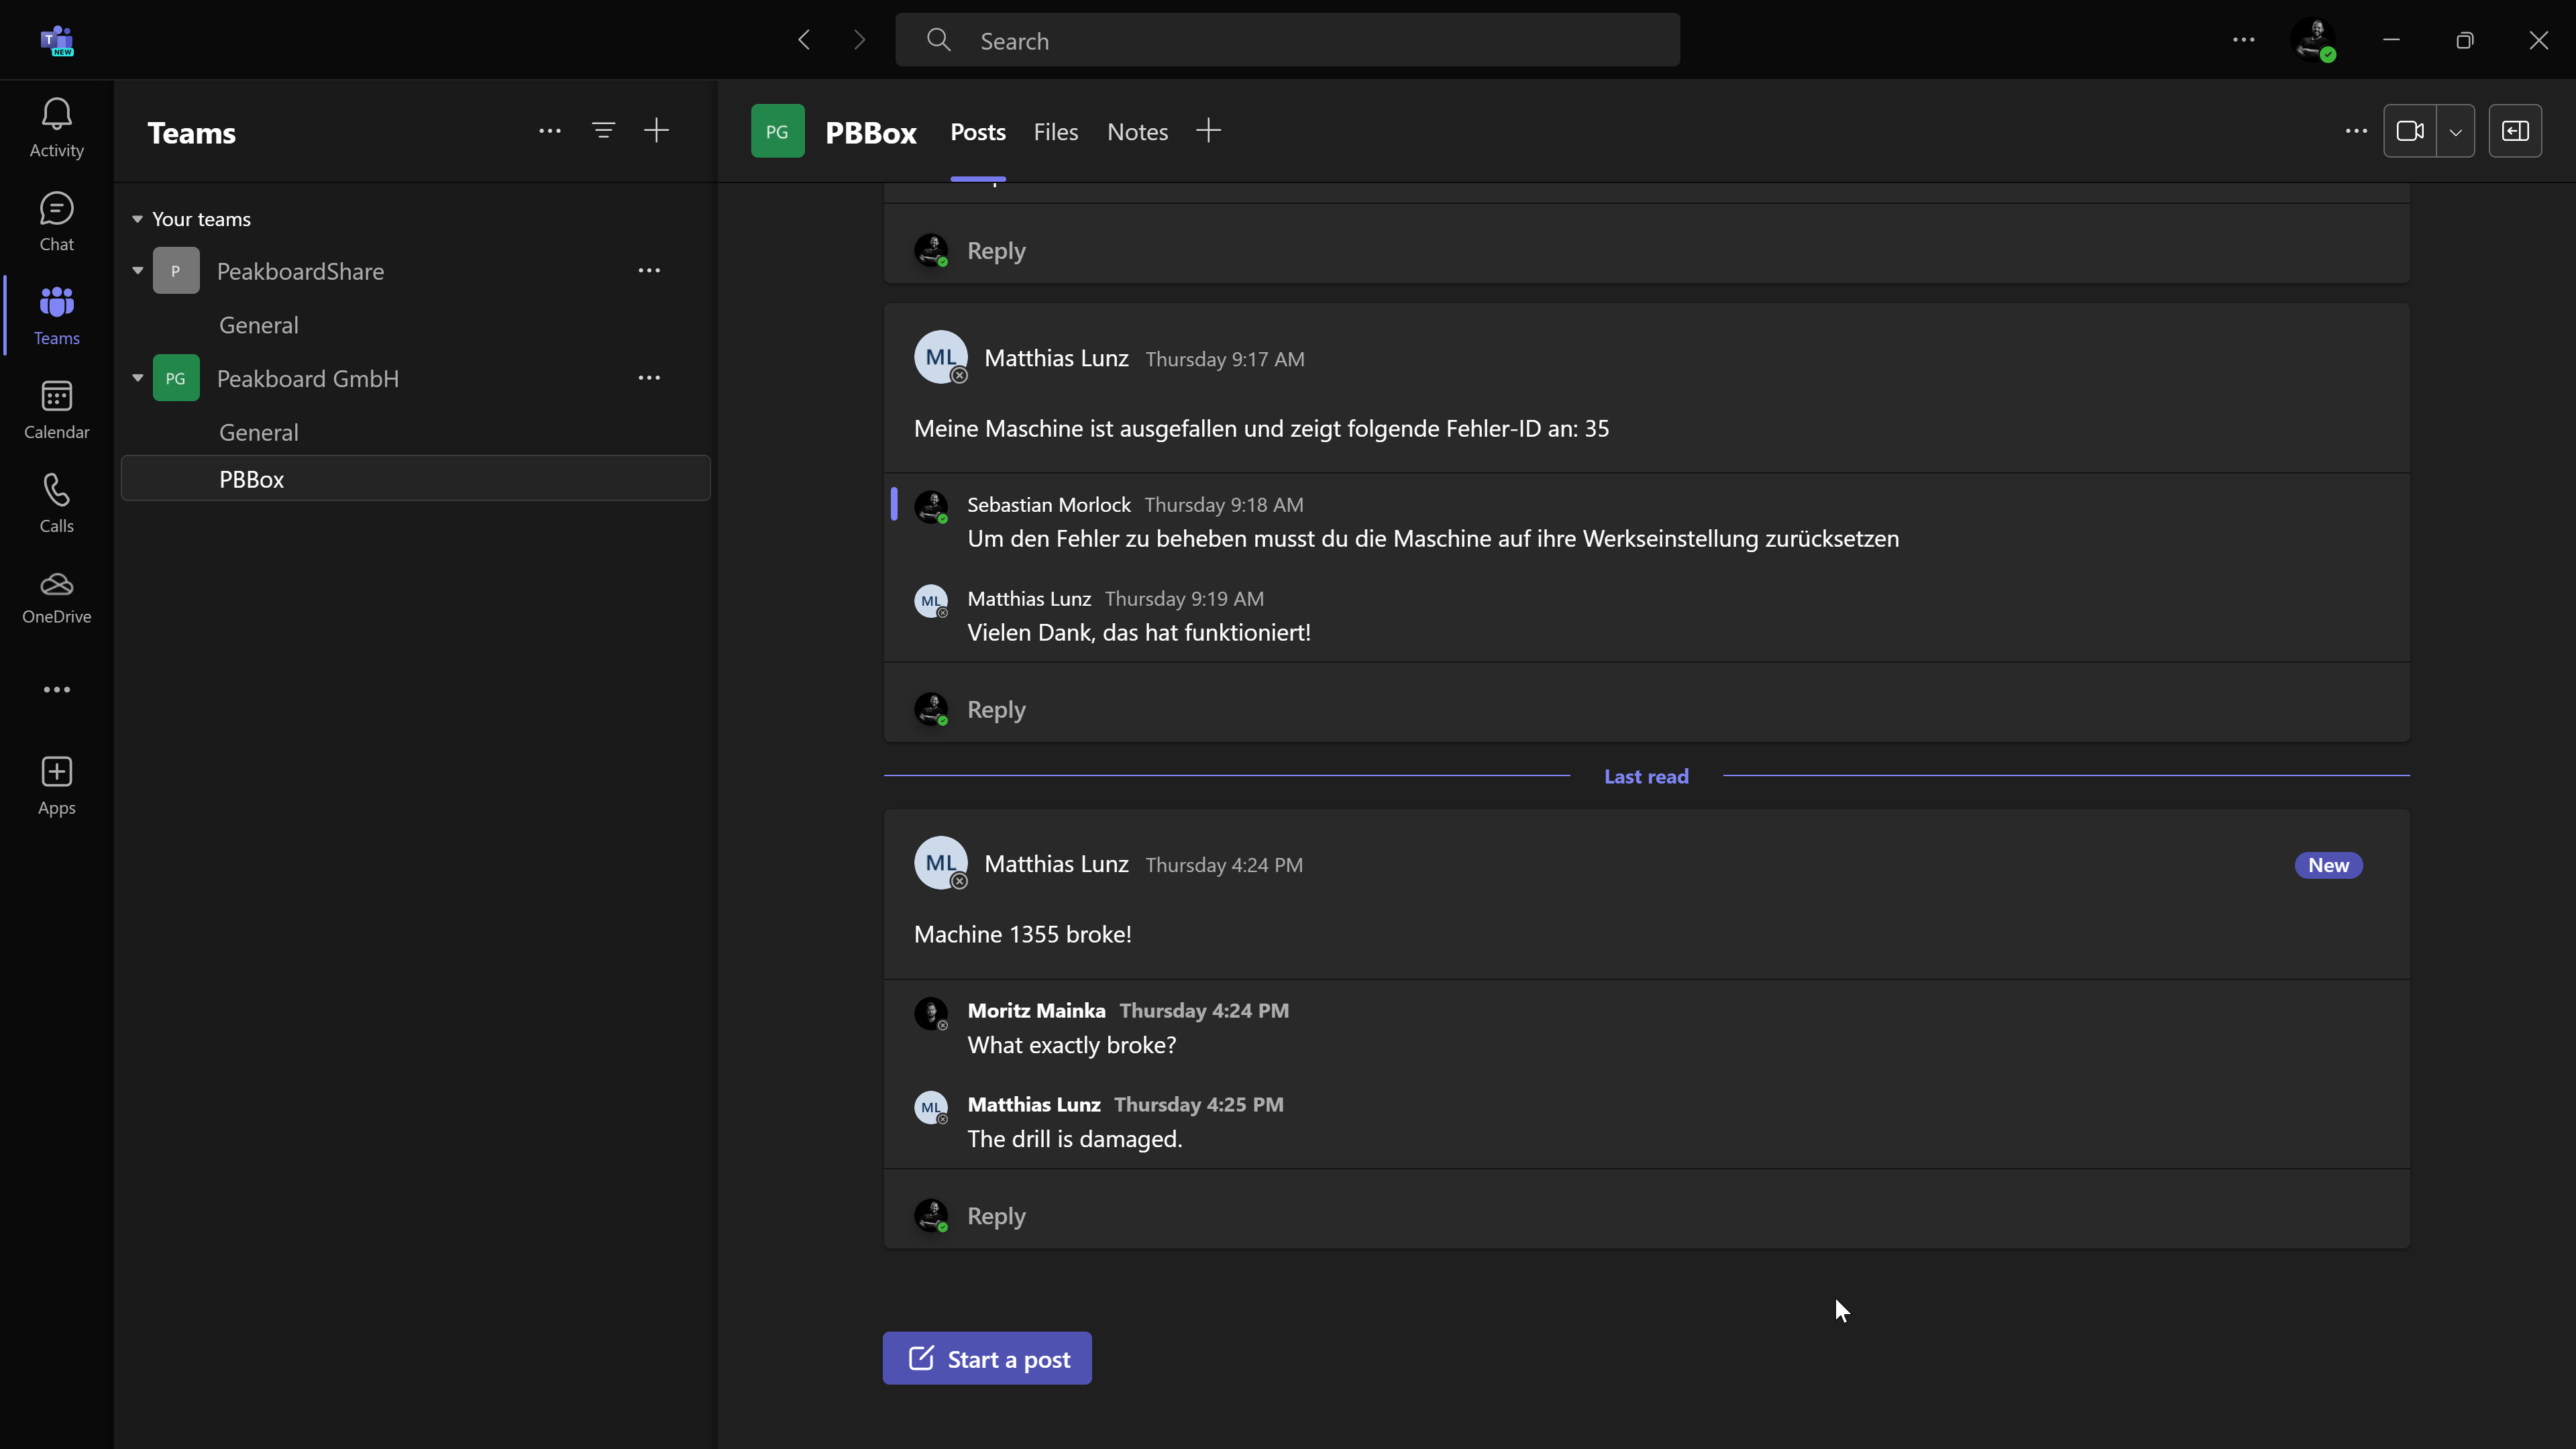 T NEW
Search
Activity
Chat
Teams
Calendar
Calls
OneDrive
Apps
Teams
Your teams
P PeakboardShare
General
PG Peakboard GmbH
General
PBBox
PG PBBox Posts Files Notes
Reply
ML Matthias Lunz Thursday 9:17 AM
Meine Maschine ist ausgefallen und zeigt folgende Fehler-ID an: 35
Sebastian Morlock Thursday 9:18 AM
Um den Fehler zu beheben musst du die Maschine auf ihre Werkseinstellung zurücksetzen
ML Matthias Lunz Thursday 9:19 AM
Vielen Dank, das hat funktioniert!
Reply
Last read
ML Matthias Lunz Thursday 4:24 PM New
Machine 1355 broke!
Moritz Mainka Thursday 4:24 PM
What exactly broke?
ML Matthias Lunz Thursday 4:25 PM
The drill is damaged.
Reply
Start a post